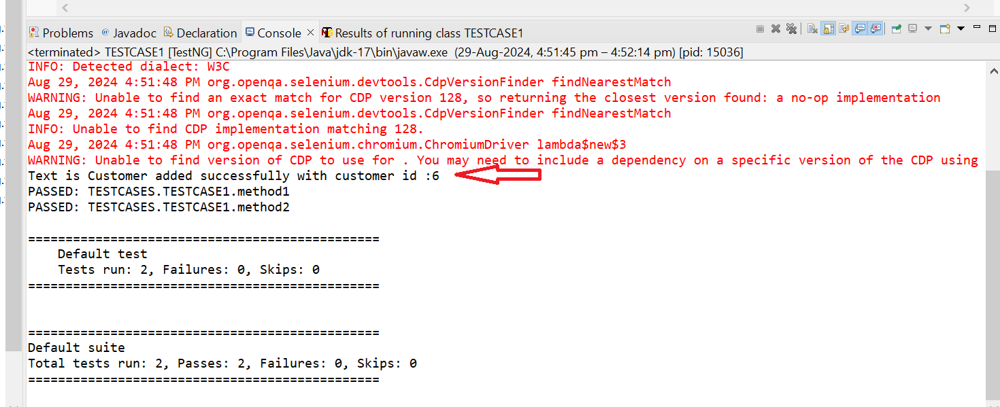 Problems @ Javadoc Declaration Console × Results of running class TESTCASE1
<terminated> TESTCASE1 [TestNG] C:\Program Files\Java\jdk-17\bin\javaw.exe (29-Aug-2024, 4:51:45 pm – 4:52:14 pm) [pid: 15036]
INFO: Detected dialect: W3C
Aug 29, 2024 4:51:48 PM org.openqa.selenium.devtools.CdpVersionFinder findNearestMatch
WARNING: Unable to find an exact match for CDP version 128, so returning the closest version found: a no-op implementation
Aug 29, 2024 4:51:48 PM org.openqa.selenium.devtools.CdpVersionFinder findNearestMatch
INFO: Unable to find CDP implementation matching 128.
Aug 29, 2024 4:51:48 PM org.openqa.selenium.chromium.ChromiumDriver lambda$new$3
WARNING: Unable to find version of CDP to use for . You may need to include a dependency on a specific version of the CDP using
Text is Customer added successfully with customer id :6
PASSED: TESTCASES.TESTCASE1.method1
PASSED: TESTCASES.TESTCASE1.method2
===============================================
Default test
Tests run: 2, Failures: 0, Skips: 0
===============================================
===============================================
Default suite
Total tests run: 2, Passes: 2, Failures: 0, Skips: 0
===============================================